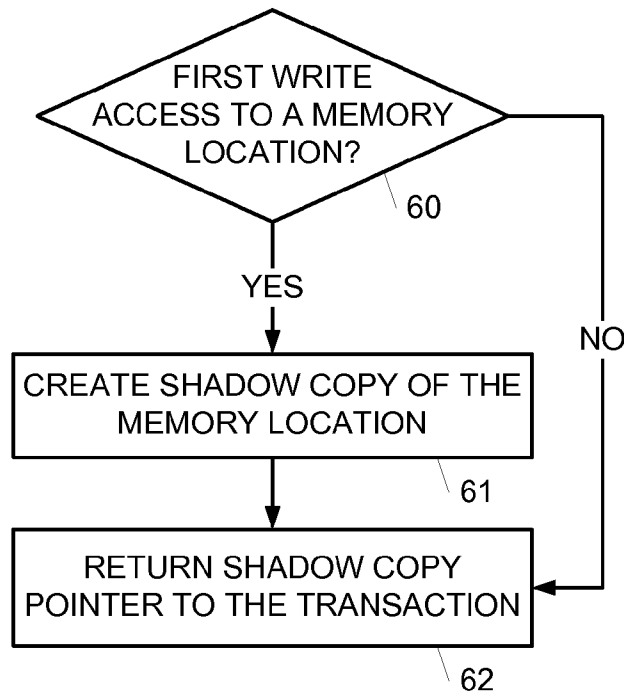 FIRST WRITE
ACCESS TO A MEMORY
LOCATION?
60
YES
NO
CREATE SHADOW COPY OF THE
MEMORY LOCATION
61
RETURN SHADOW COPY
POINTER TO THE TRANSACTION
62